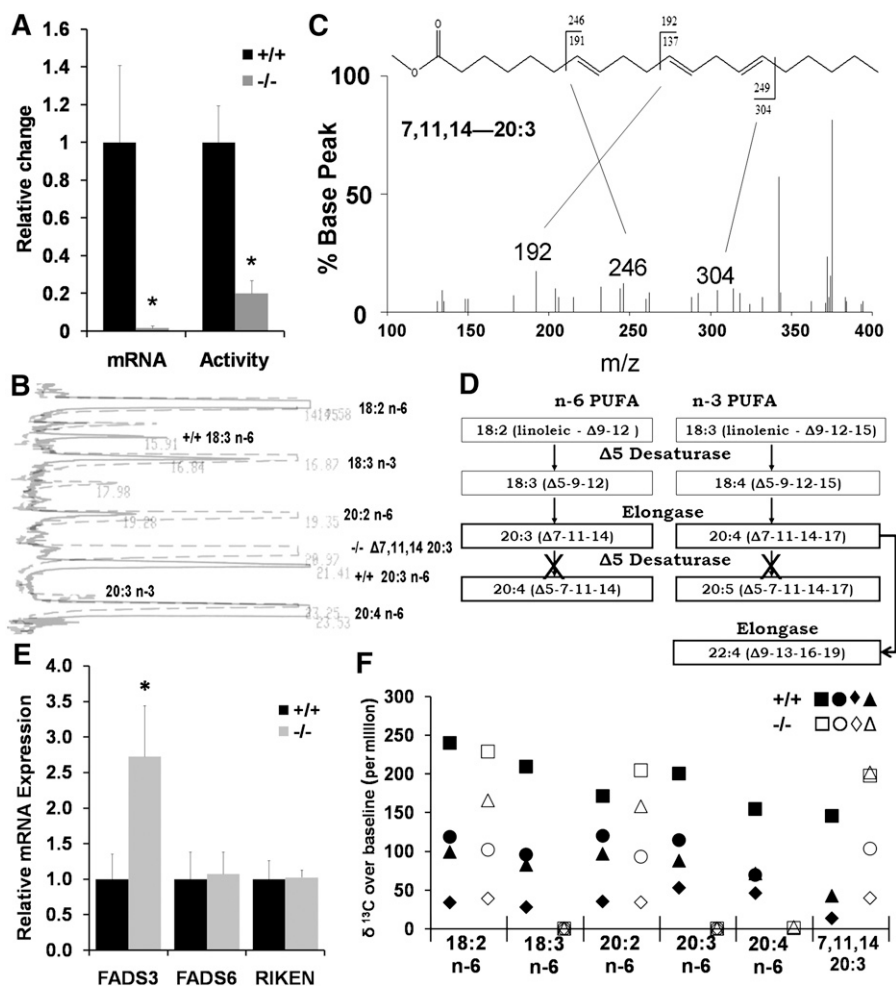 A
Relative change
1.6
1.4
1.2
1
0.8
0.6
0.4
0.2
0
+/+
-/-
*
*
mRNA
Activity
B
18:2 n-6
15.91
+/+ 18:3 n-6
16.84
16.87
18:3 n-3
17.98
19.28
19.35
20:2 n-6
-/- Δ7,11,14 20:3
20.97
21.41
+/+ 20:3 n-6
20:3 n-3
23.25
23.53
20:4 n-6
C
O
O
246
191
192
137
249
304
7,11,14—20:3
% Base Peak
100
50
0
192
246
304
100
150
200
250
300
350
400
m/z
D
n-6 PUFA
n-3 PUFA
18:2 (linoleic - Δ9-12 )
18:3 (linolenic - Δ9-12-15)
Δ5 Desaturase
18:3 (Δ5-9-12)
18:4 (Δ5-9-12-15)
Elongase
20:3 (Δ7-11-14)
20:4 (Δ7-11-14-17)
Δ5 Desaturase
20:4 (Δ5-7-11-14)
20:5 (Δ5-7-11-14-17)
Elongase
22:4 (Δ9-13-16-19)
E
Relative mRNA Expression
4.0
3.5
3.0
2.5
2.0
1.5
1.0
0.5
0.0
*
+/+
-/-
FADS3
FADS6
RIKEN
F
δ ¹³C over baseline (per million)
300
250
200
150
100
50
0
+/+
-/-
18:2 n-6
18:3 n-6
20:2 n-6
20:3 n-6
20:4 n-6
7,11,14 20:3